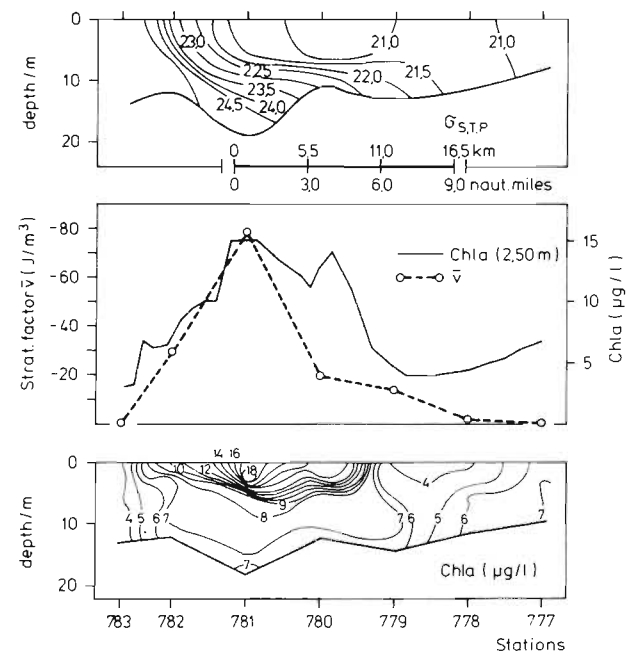 0
10
20
depth/m
23,0
22,5
23,5
24,5
24,0
22,0
21,5
21,0
21,0
σS,T,P
0 5,5 11,0 16,5 km
0 3,0 6,0 9,0 naut. miles
-80
-60
-40
-20
Strat. factor v̄ (J/m³)
Chla (2,50 m)
v̄
15
10
5
Chla (µg/l)
14 16
0
10
20
depth/m
10 12 18
9
8
4 5 6 7
7
4
7 6 5 6
7
Chla (µg/l)
783 782 781 780 779 778 777
Stations